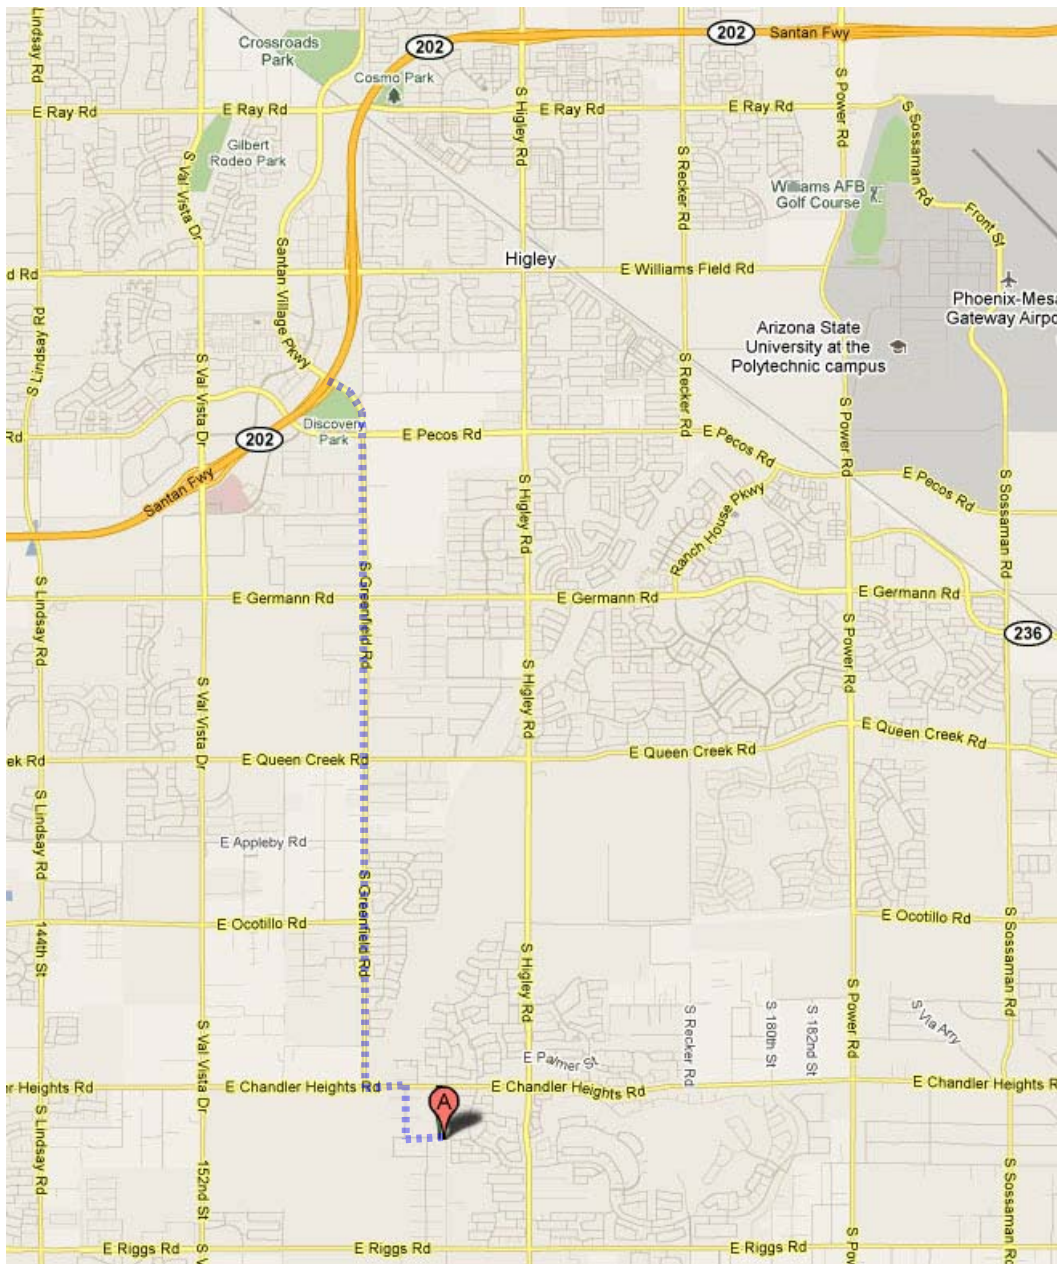 Lindsay Rd
Crossroads
Park
202
202
Santan Fwy
Cosmo Park
E Ray Rd
E Ray Rd
E Ray Rd
E Ray Rd
S Higley Rd
S Power Rd
S Sossaman Rd
Gilbert
Rodeo Park
S Val Vista Dr
S Recker Rd
Williams AFB
Golf Course
Front St
Santan Village Pkwy
Higley
d Rd
E Williams Field Rd
Phoenix-Mesa
Gateway Airpo
S Lindsay Rd
Arizona State
University at the
Polytechnic campus
S Val Vista Dr
S Recker Rd
S Power Rd
Discovery
Park
Rd
202
E Pecos Rd
E Pecos Rd
E Pecos Rd
Santan Fwy
S Higley Rd
Ranch House Pkwy
S Sossaman Rd
S Lindsay Rd
S Greenfield Rd
E Germann Rd
E Germann Rd
E Germann Rd
236
S Val Vista Dr
S Higley Rd
S Power Rd
ek Rd
E Queen Creek Rd
E Queen Creek Rd
E Queen Creek Rd
S Lindsay Rd
E Appleby Rd
S Greenfield Rd
144th St
E Ocotillo Rd
E Ocotillo Rd
S Higley Rd
S Sossaman Rd
S Power Rd
S Recker Rd
S 180th St
S 182nd St
S Via Arry
S Val Vista Dr
E Palmer St
r Heights Rd
E Chandler Heights Rd
E Chandler Heights Rd
E Chandler Heights R
A
S Lindsay Rd
152nd St
S Sossaman Rd
E Riggs Rd
E Riggs Rd
E Riggs Rd
S V
S Pow